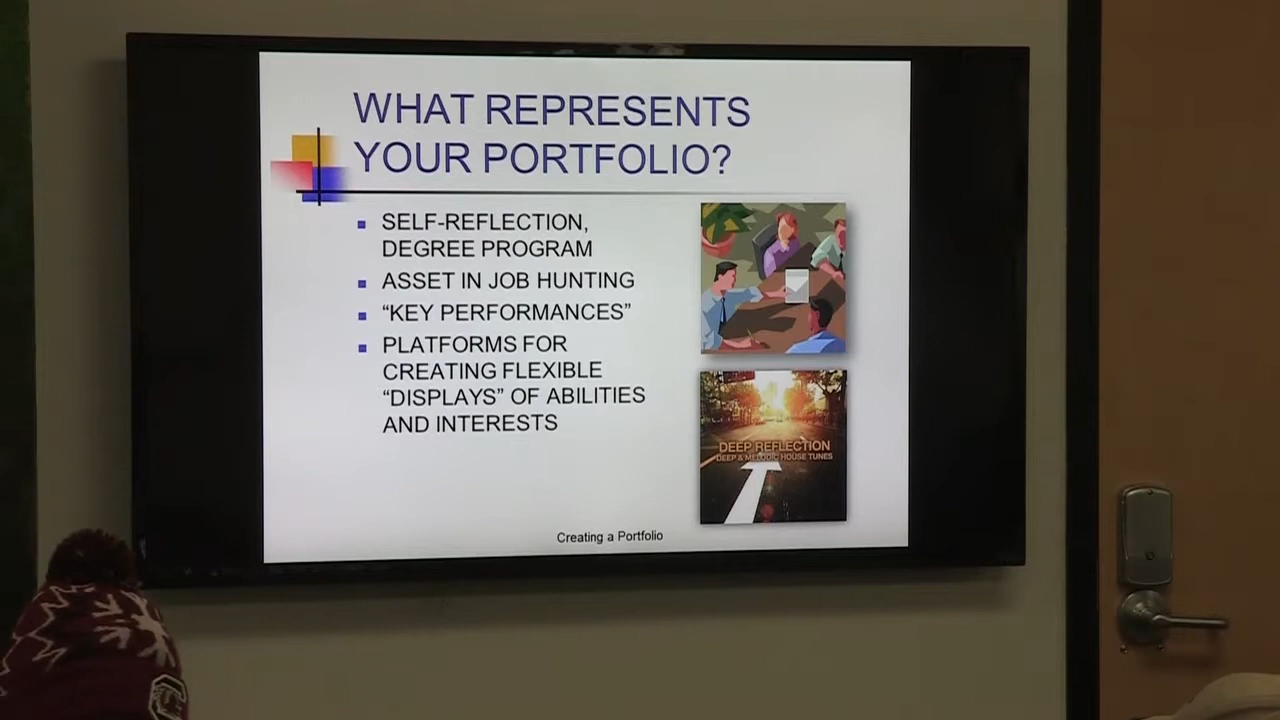 WHAT REPRESENTS
YOUR PORTFOLIO?
SELF-REFLECTION,
DEGREE PROGRAM
ASSET IN JOB HUNTING
“KEY PERFORMANCES”
PLATFORMS FOR
CREATING FLEXIBLE
“DISPLAYS” OF ABILITIES
AND INTERESTS
DEEP REFLECTION
DEEP & MELODIC HOUSE TUNES
Creating a Portfolio